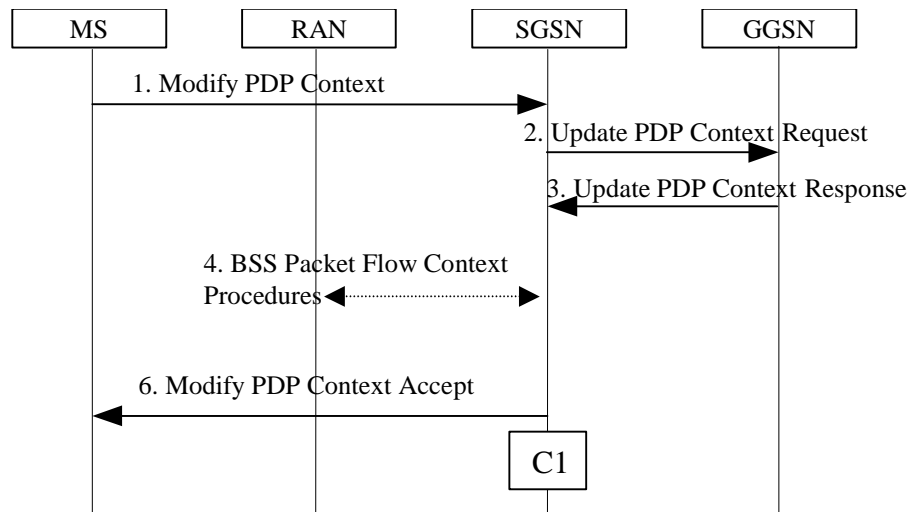 MS
RAN
SGSN
GGSN
1. Modify PDP Context
2. Update PDP Context Request
3. Update PDP Context Response
4. BSS Packet Flow Context
Procedures
6. Modify PDP Context Accept
C1